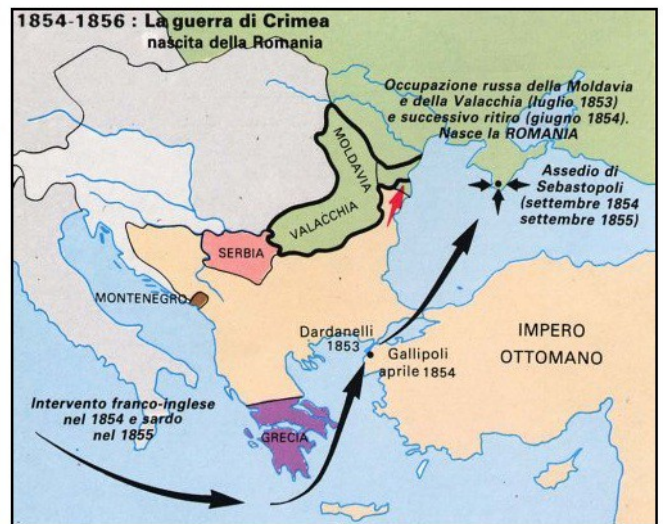 1854-1856 : La guerra di Crimea
nascita della Romania
Occupazione russa della Moldavia
e della Valacchia (luglio 1853)
e successivo ritiro (giugno 1854).
Nasce la ROMANIA
MOLDAVIA
Assedio di
Sebastopoli
(settembre 1854
settembre 1855)
VALACCHIA
SERBIA
MONTENEGRO
Dardanelli
1853
Gallipoli
aprile 1854
IMPERO
OTTOMANO
Intervento franco-inglese
nel 1854 e sardo
nel 1855
GRECIA